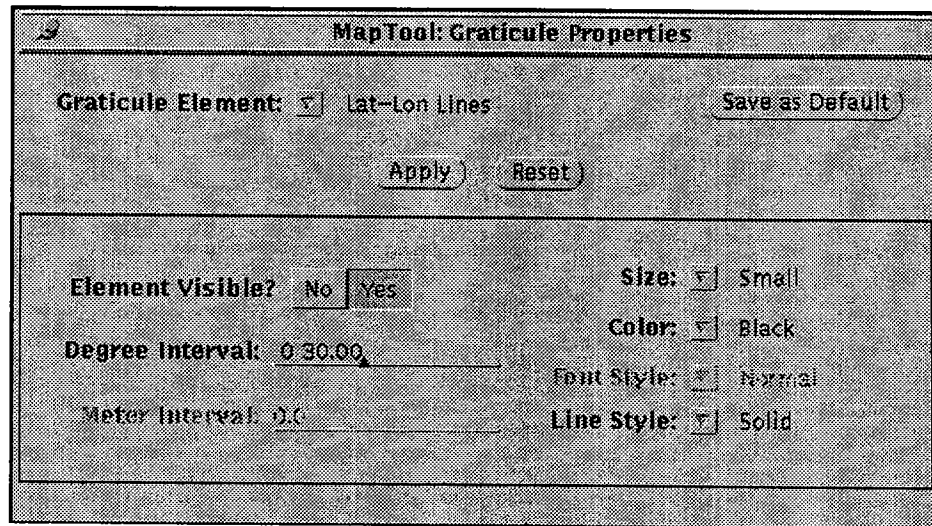 MapTool: Graticule Properties
Graticule Element: Lat-Lon Lines
Save as Default
Apply Reset
Element Visible? No Yes
Size: Small
Color: Black
Degree Interval: 0 30.00
Font Style: Normal
Meter Interval: 0.0
Line Style: Solid